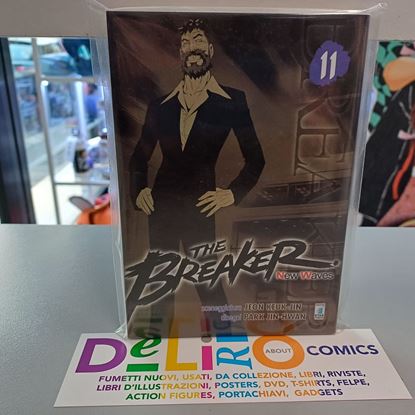 11
BREAKER
THE
BREAKER
New Waves
sceneggiatura JEON KEUK-JIN
disegni PARK JIN-HWAN
DeLiRiO ABOUT COMICS
FUMETTI NUOVI, USATI, DA COLLEZIONE, LIBRI, RIVISTE,
LIBRI D'ILLUSTRAZIONI, POSTERS, DVD, T-SHIRTS, FELPE,
ACTION FIGURES, PORTACHIAVI, GADGETS